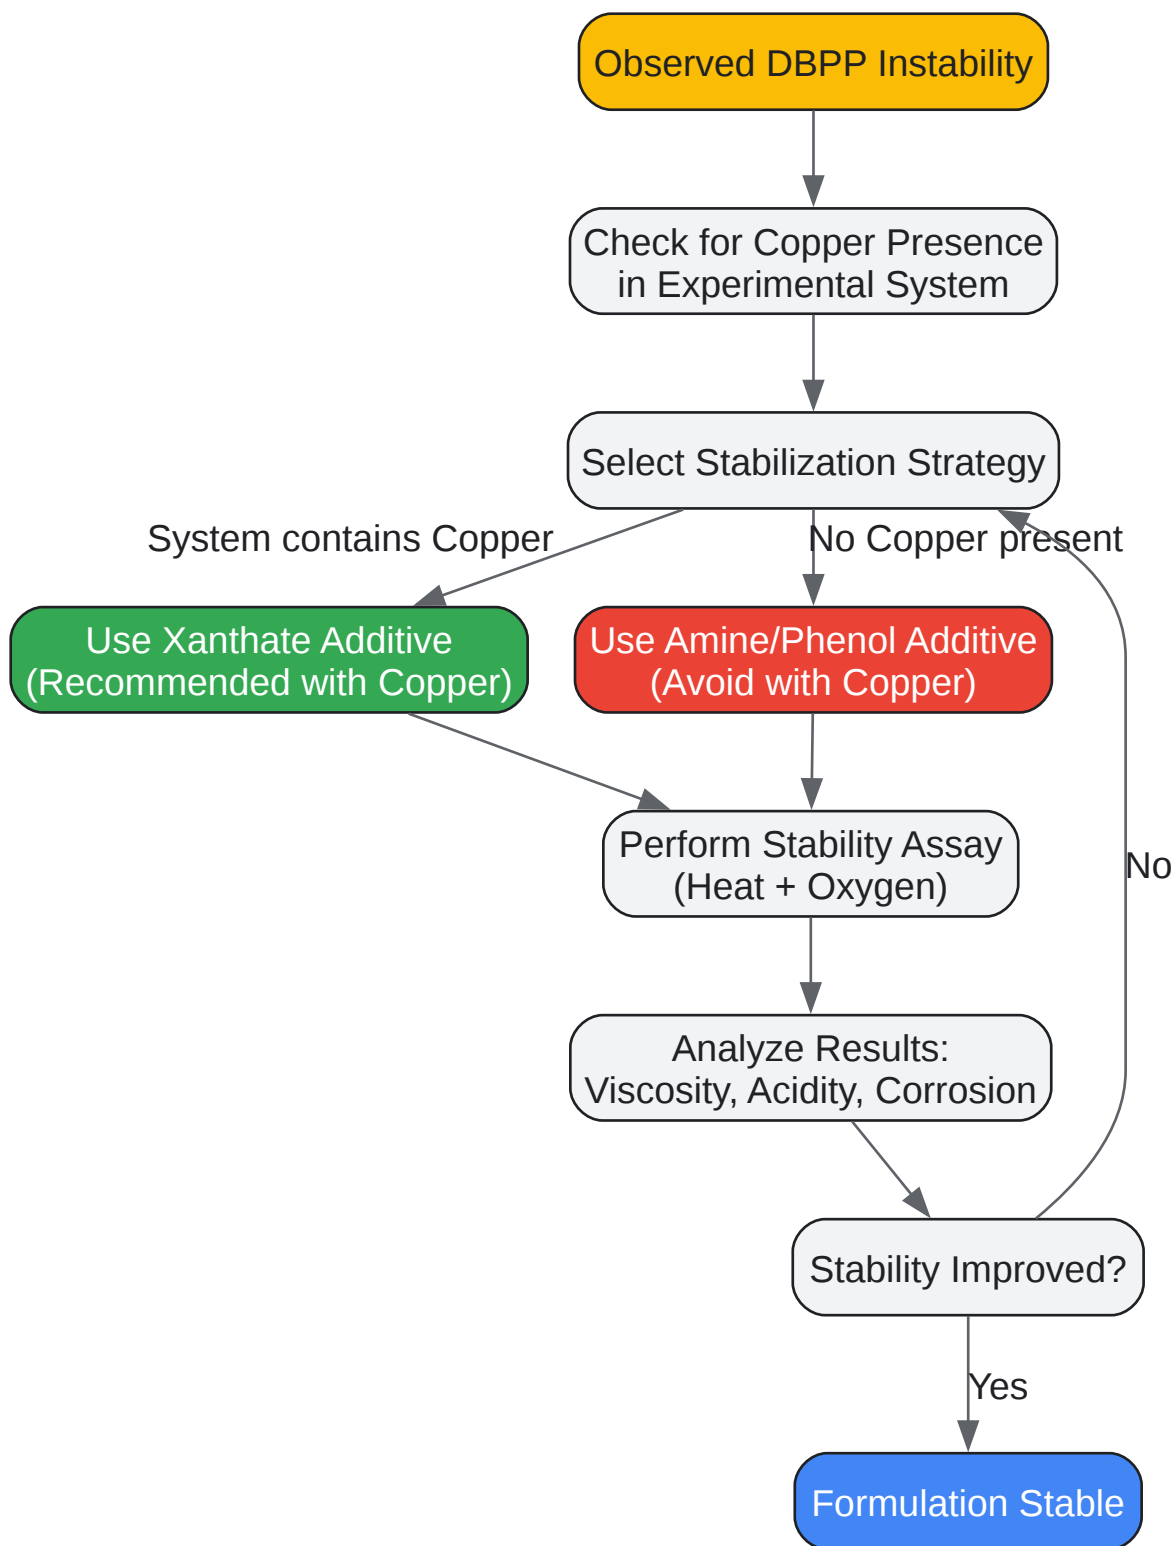 Observed DBPP Instability
Check for Copper Presence
in Experimental System
Select Stabilization Strategy
System contains Copper
No Copper present
Use Xanthate Additive
(Recommended with Copper)
Use Amine/Phenol Additive
(Avoid with Copper)
Perform Stability Assay
(Heat + Oxygen)
No
Analyze Results:
Viscosity, Acidity, Corrosion
Stability Improved?
Yes
Formulation Stable